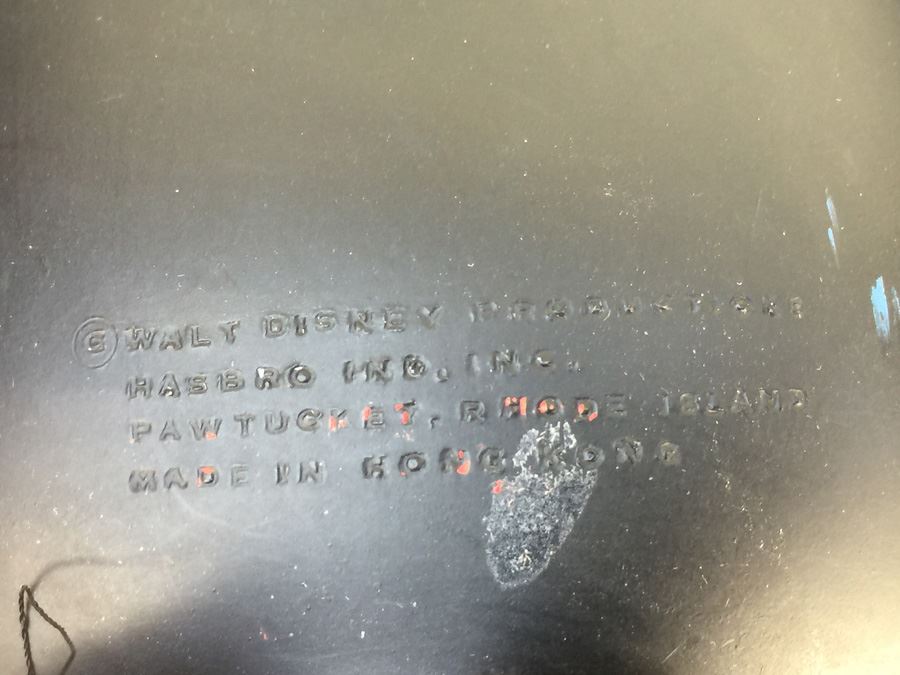 © WALT DISNEY PRODUCTIONS
HASBRO IND. INC.
PAWTUCKET, RHODE ISLAND
MADE IN HONG KONG